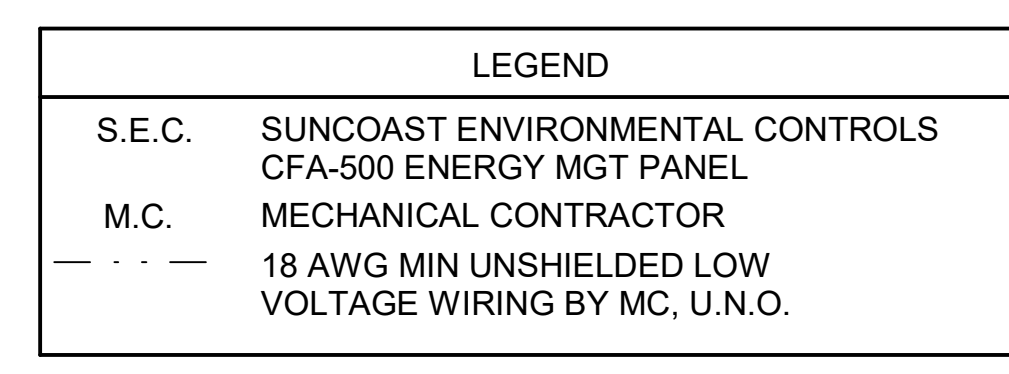 LEGEND
S.E.C. SUNCOAST ENVIRONMENTAL CONTROLS
CFA-500 ENERGY MGT PANEL
M.C. MECHANICAL CONTRACTOR
18 AWG MIN UNSHIELDED LOW
VOLTAGE WIRING BY MC, U.N.O.